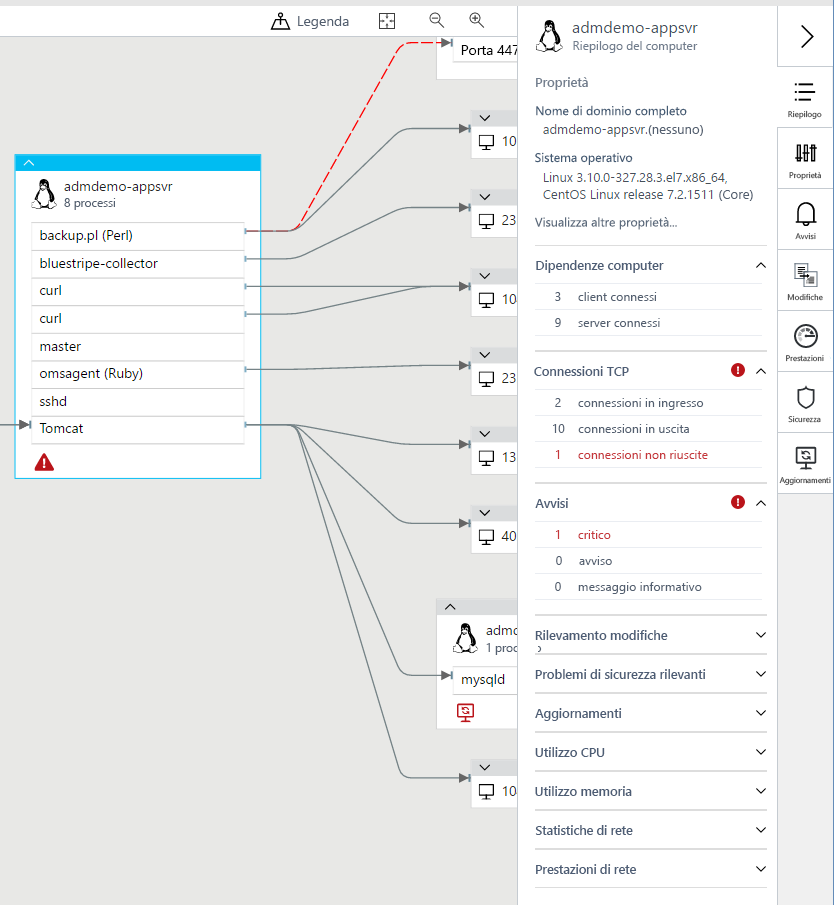 Legenda
Porta 447
10
23
10
23
13
40
admdemo-appsvr
8 processi
backup.pl (Perl)
bluestripe-collector
curl
curl
master
omsagent (Ruby)
sshd
Tomcat
admc
1 proc
mysqld
10
admdemo-appsvr
Riepilogo del computer
Proprietà
Nome di dominio completo
admdemo-appsvr.(nessuno)
Sistema operativo
Linux 3.10.0-327.28.3.el7.x86_64,
CentOS Linux release 7.2.1511 (Core)
Visualizza altre proprietà...
Dipendenze computer
3 client connessi
9 server connessi
Connessioni TCP
2 connessioni in ingresso
10 connessioni in uscita
1 connessioni non riuscite
Avvisi
1 critico
0 avviso
0 messaggio informativo
Rilevamento modifiche
Problemi di sicurezza rilevanti
Aggiornamenti
Utilizzo CPU
Utilizzo memoria
Statistiche di rete
Prestazioni di rete
Riepilogo
Proprietà
Avvisi
Modifiche
Prestazioni
Sicurezza
Aggiornamenti